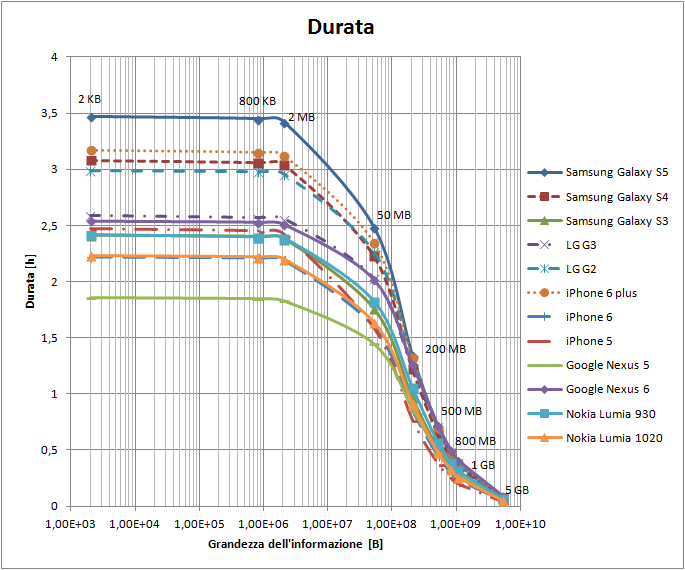 Durata
4
3,5
3
2,5
2
1,5
1
0,5
0
Durata [h]
2 KB
800 KB
2 MB
50 MB
200 MB
500 MB
800 MB
1 GB
5 GB
1,00E+03 1,00E+04 1,00E+05 1,00E+06 1,00E+07 1,00E+08 1,00E+09 1,00E+10
Grandezza dell'informazione [B]
Samsung Galaxy S5
Samsung Galaxy S4
Samsung Galaxy S3
LG G3
LG G2
iPhone 6 plus
iPhone 6
iPhone 5
Google Nexus 5
Google Nexus 6
Nokia Lumia 930
Nokia Lumia 1020